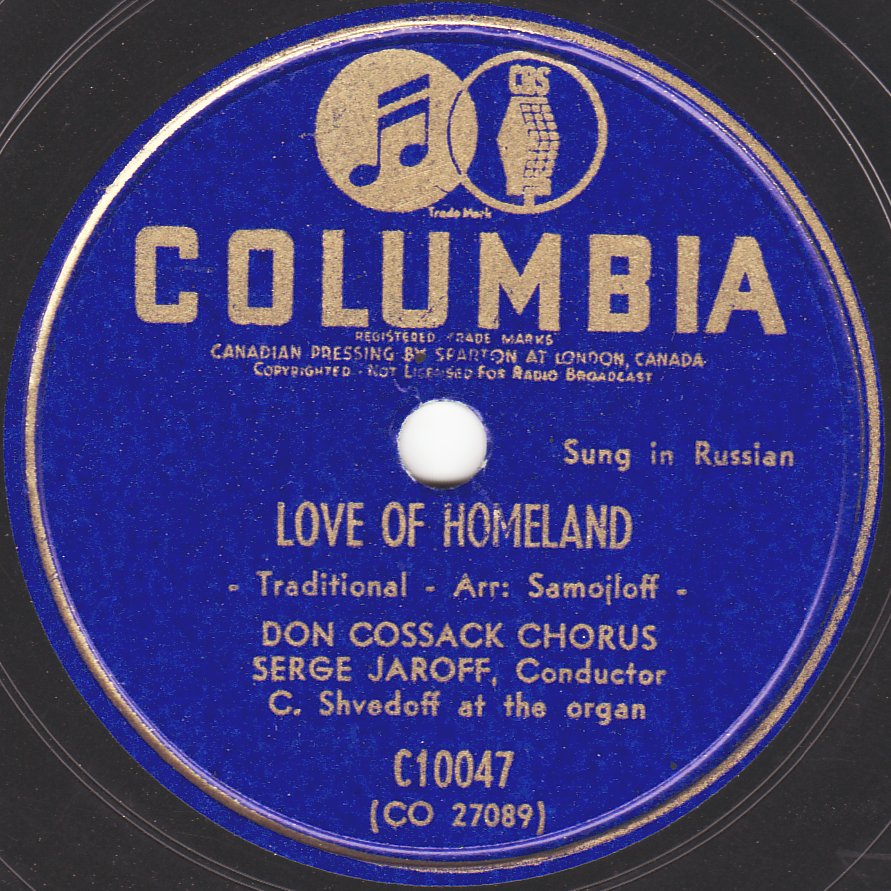 CBS
Trade Mark
COLUMBIA
REGISTERED TRADE MARKS
CANADIAN PRESSING BY SPARTON AT LONDON, CANADA
COPYRIGHTED - NOT LICENSED FOR RADIO BROADCAST
Sung in Russian
LOVE OF HOMELAND
- Traditional - Arr: Samojloff -
DON COSSACK CHORUS
SERGE JAROFF, Conductor
C. Shvedoff at the organ
C10047
(CO 27089)